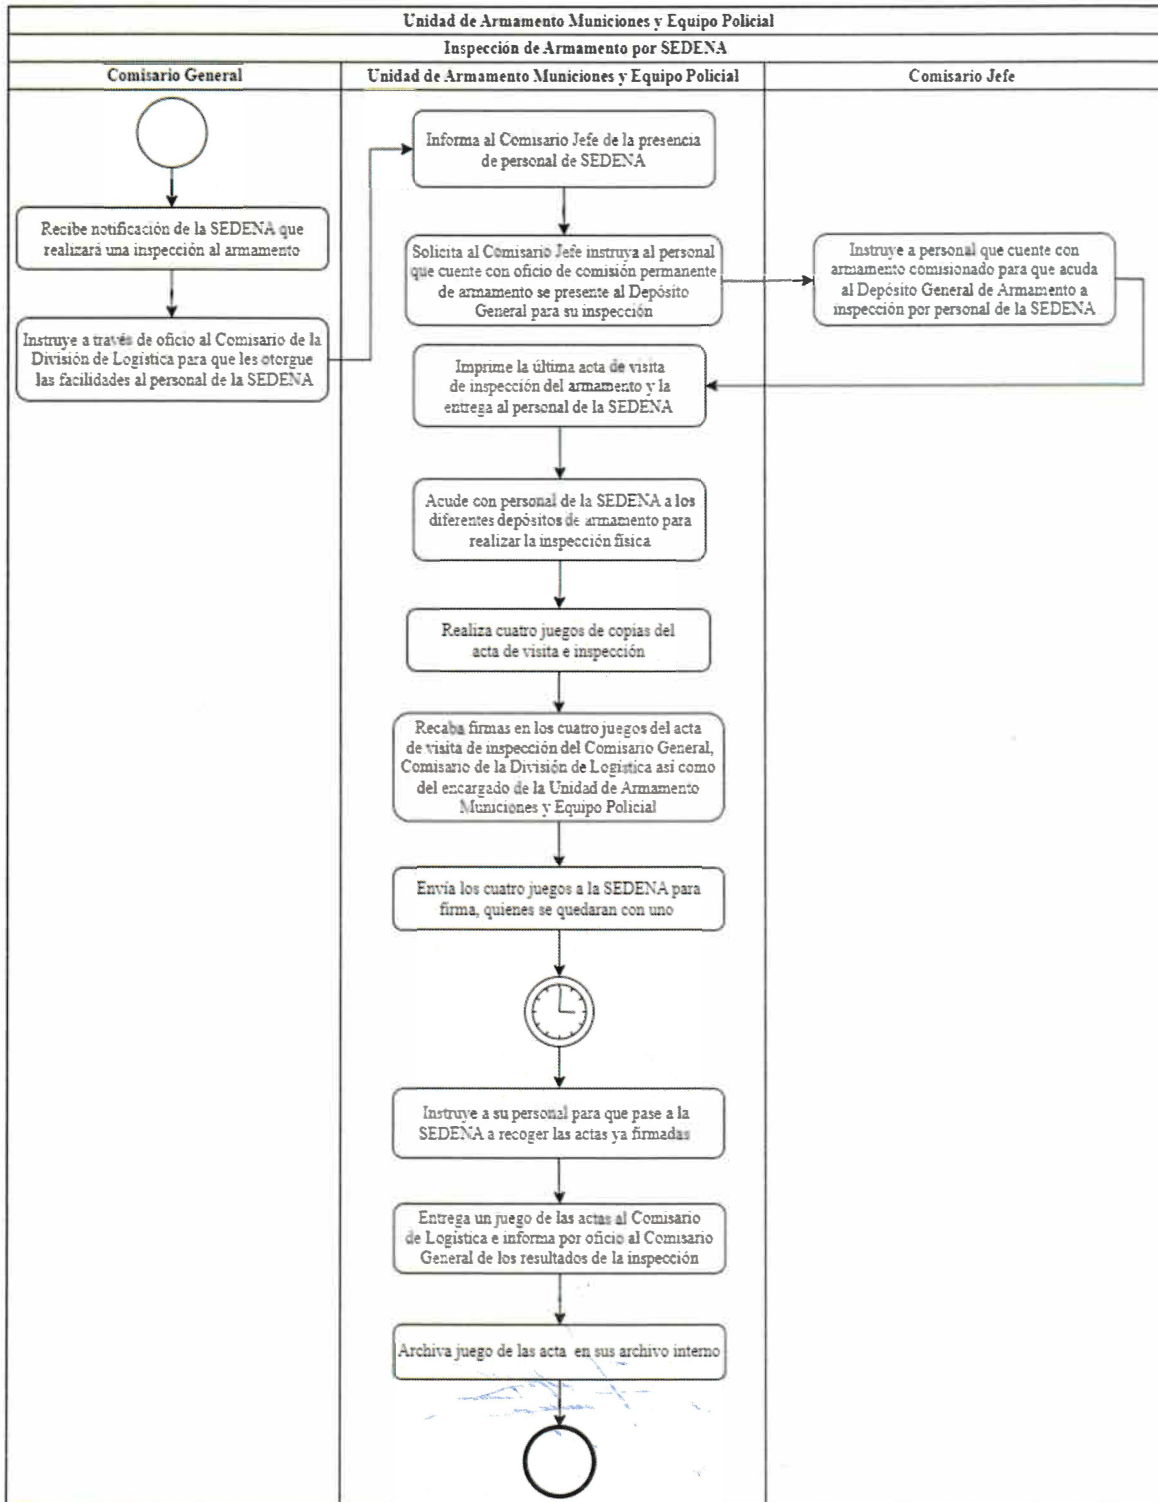 Unidad de Armamento Municiones y Equipo Policial
Inspección de Armamento por SEDENA
Comisario General
Unidad de Armamento Municiones y Equipo Policial
Comisario Jefe
Recibe notificación de la SEDENA que
realizará una inspección al armamento
Instruye a través de oficio al Comisario de la
División de Logística para que les otorgue
las facilidades al personal de la SEDENA
Informa al Comisario Jefe de la presencia
de personal de SEDENA
Solicita al Comisario Jefe instruya al personal
que cuente con oficio de comisión permanente
de armamento se presente al Depósito
General para su inspección
Instruye a personal que cuente con
armamento comisionado para que acuda
al Depósito General de Armamento a
inspección por personal de la SEDENA
Imprime la última acta de visita
de inspección del armamento y la
entrega al personal de la SEDENA
Acude con personal de la SEDENA a los
diferentes depósitos de armamento para
realizar la inspección física
Realiza cuatro juegos de copias del
acta de visita e inspección
Recaba firmas en los cuatro juegos del acta
de visita de inspección del Comisario General,
Comisario de la División de Logística así como
del encargado de la Unidad de Armamento
Municiones y Equipo Policial
Envía los cuatro juegos a la SEDENA para
firma, quienes se quedaran con uno
Instruye a su personal para que pase a la
SEDENA a recoger las actas ya firmadas
Entrega un juego de las actas al Comisario
de Logística e informa por oficio al Comisario
General de los resultados de la inspección
Archiva juego de las acta en sus archivo interno